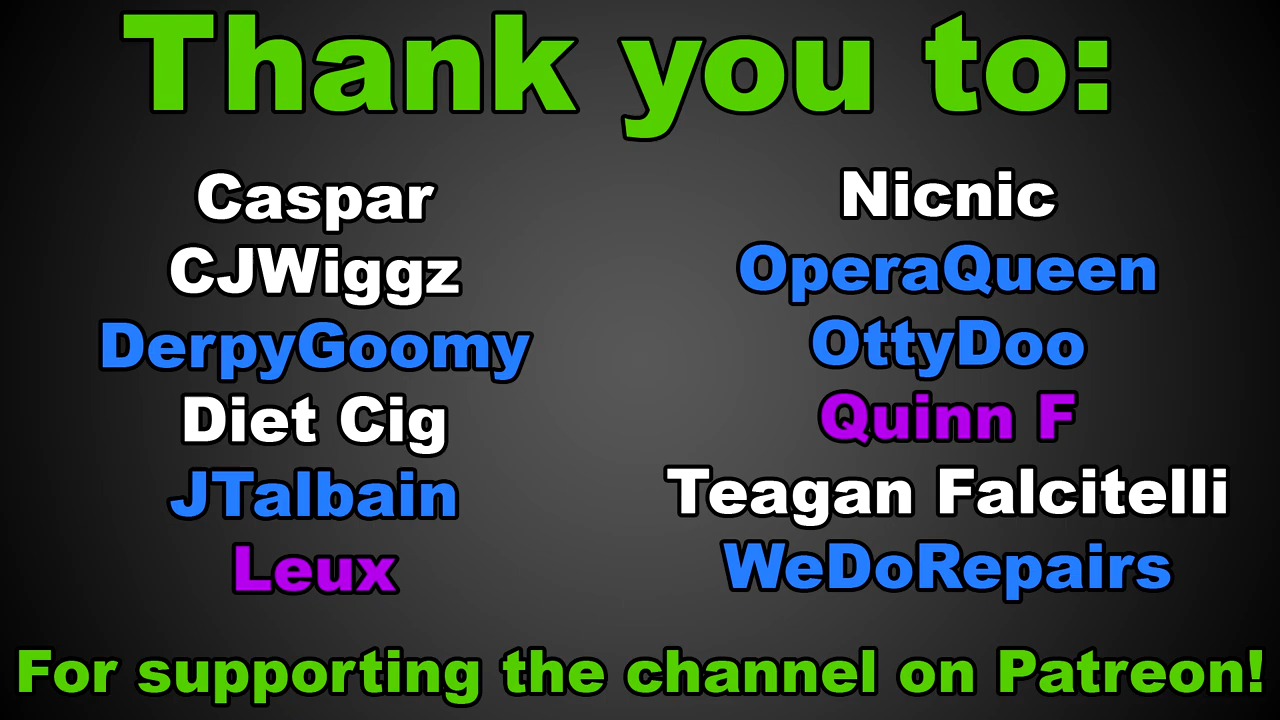 Thank you to:
Caspar
CJWiggz
DerpyGoomy
Diet Cig
JTalbain
Leux
Nicnic
OperaQueen
OttyDoo
Quinn F
Teagan Falcitelli
WeDoRepairs
For supporting the channel on Patreon!